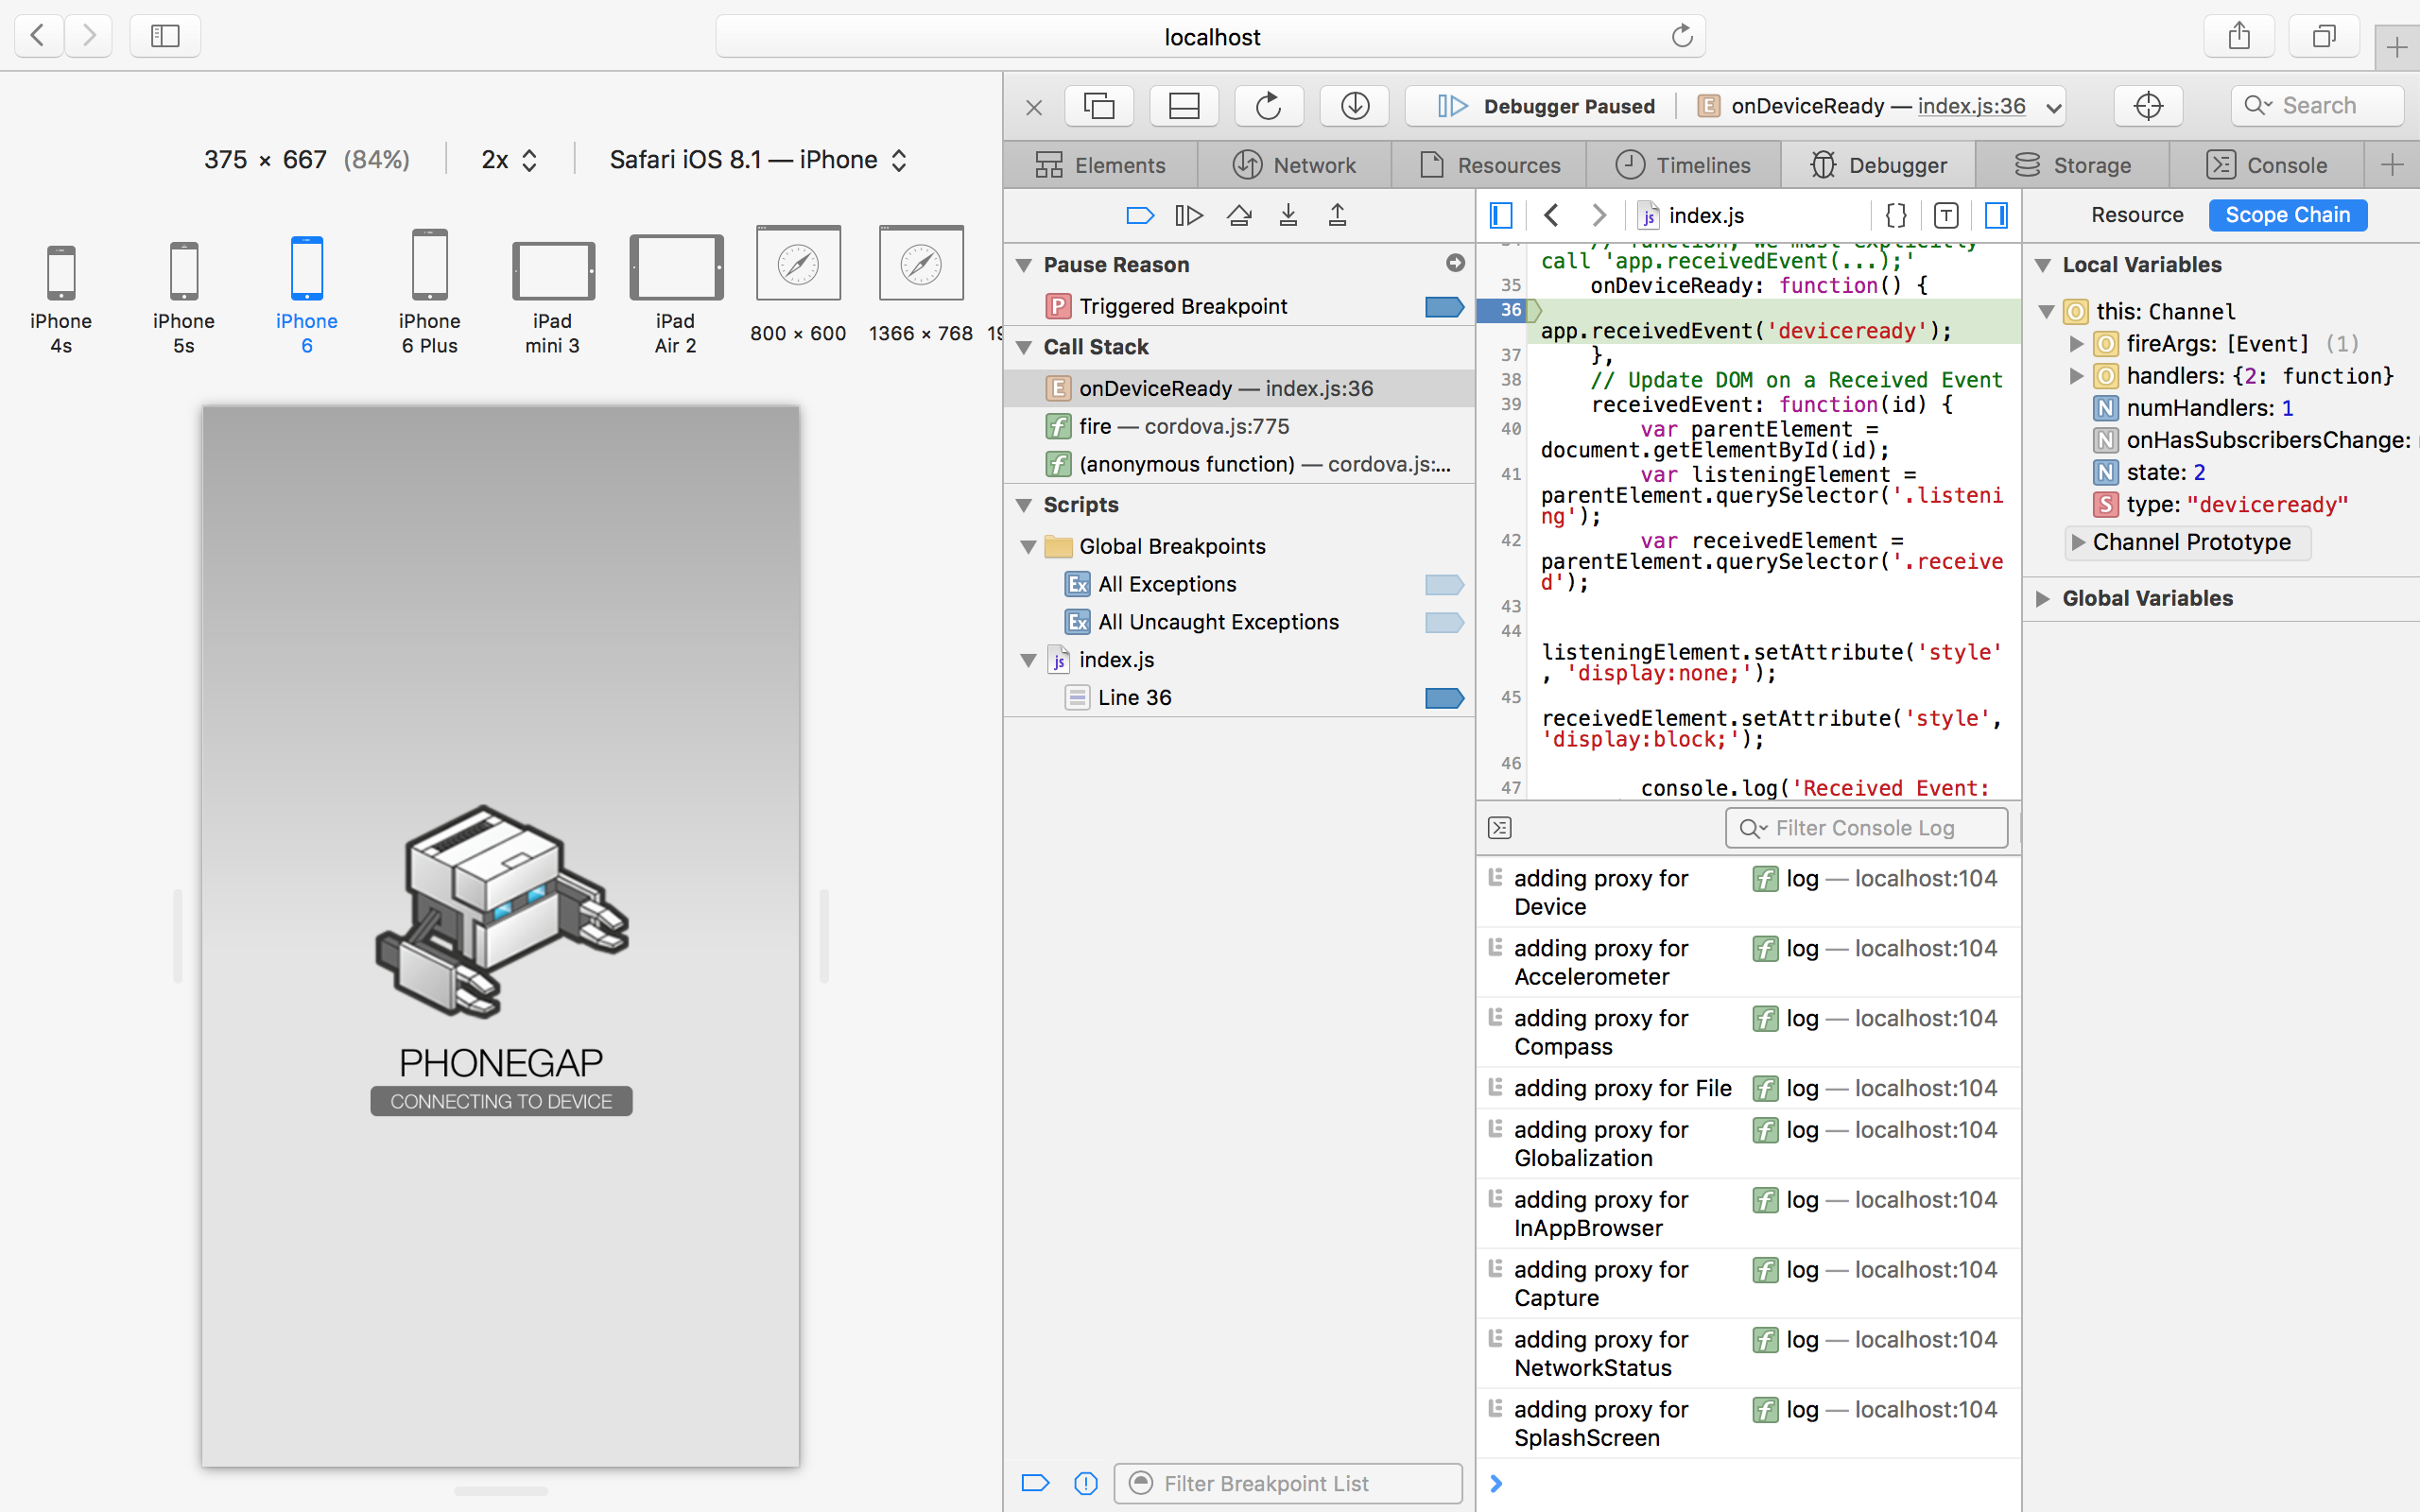 localhost
375 × 667 (84%)
2x
Safari iOS 8.1 — iPhone
iPhone
4s
iPhone
5s
iPhone
6
iPhone
6 Plus
iPad
mini 3
iPad
Air 2
800 × 600
1366 × 768
PHONEGAP
CONNECTING TO DEVICE
Debugger Paused
E onDeviceReady — index.js:36
Search
Elements
Network
Resources
Timelines
Debugger
Storage
Console
Pause Reason
P Triggered Breakpoint
Call Stack
E onDeviceReady — index.js:36
f fire — cordova.js:775
f (anonymous function) — cordova.js:...
Scripts
Global Breakpoints
Ex All Exceptions
Ex All Uncaught Exceptions
js index.js
Line 36
Filter Breakpoint List
js index.js
{}
T
// function, we must explicitly
call 'app.receivedEvent(...);'
35 onDeviceReady: function() {
36
app.receivedEvent('deviceready');
37 },
38 // Update DOM on a Received Event
39 receivedEvent: function(id) {
40 var parentElement =
document.getElementById(id);
41 var listeningElement =
parentElement.querySelector('.listeni
ng');
42 var receivedElement =
parentElement.querySelector('.receive
d');
43
44
listeningElement.setAttribute('style'
, 'display:none;');
45
receivedElement.setAttribute('style',
'display:block;');
46
47 console.log('Received Event:
Filter Console Log
adding proxy for f log — localhost:104
Device
adding proxy for f log — localhost:104
Accelerometer
adding proxy for f log — localhost:104
Compass
adding proxy for File f log — localhost:104
adding proxy for f log — localhost:104
Globalization
adding proxy for f log — localhost:104
InAppBrowser
adding proxy for f log — localhost:104
Capture
adding proxy for f log — localhost:104
NetworkStatus
adding proxy for f log — localhost:104
SplashScreen
Resource
Scope Chain
Local Variables
O this: Channel
O fireArgs: [Event] (1)
O handlers: {2: function}
N numHandlers: 1
N onHasSubscribersChange:
N state: 2
S type: "deviceready"
Channel Prototype
Global Variables